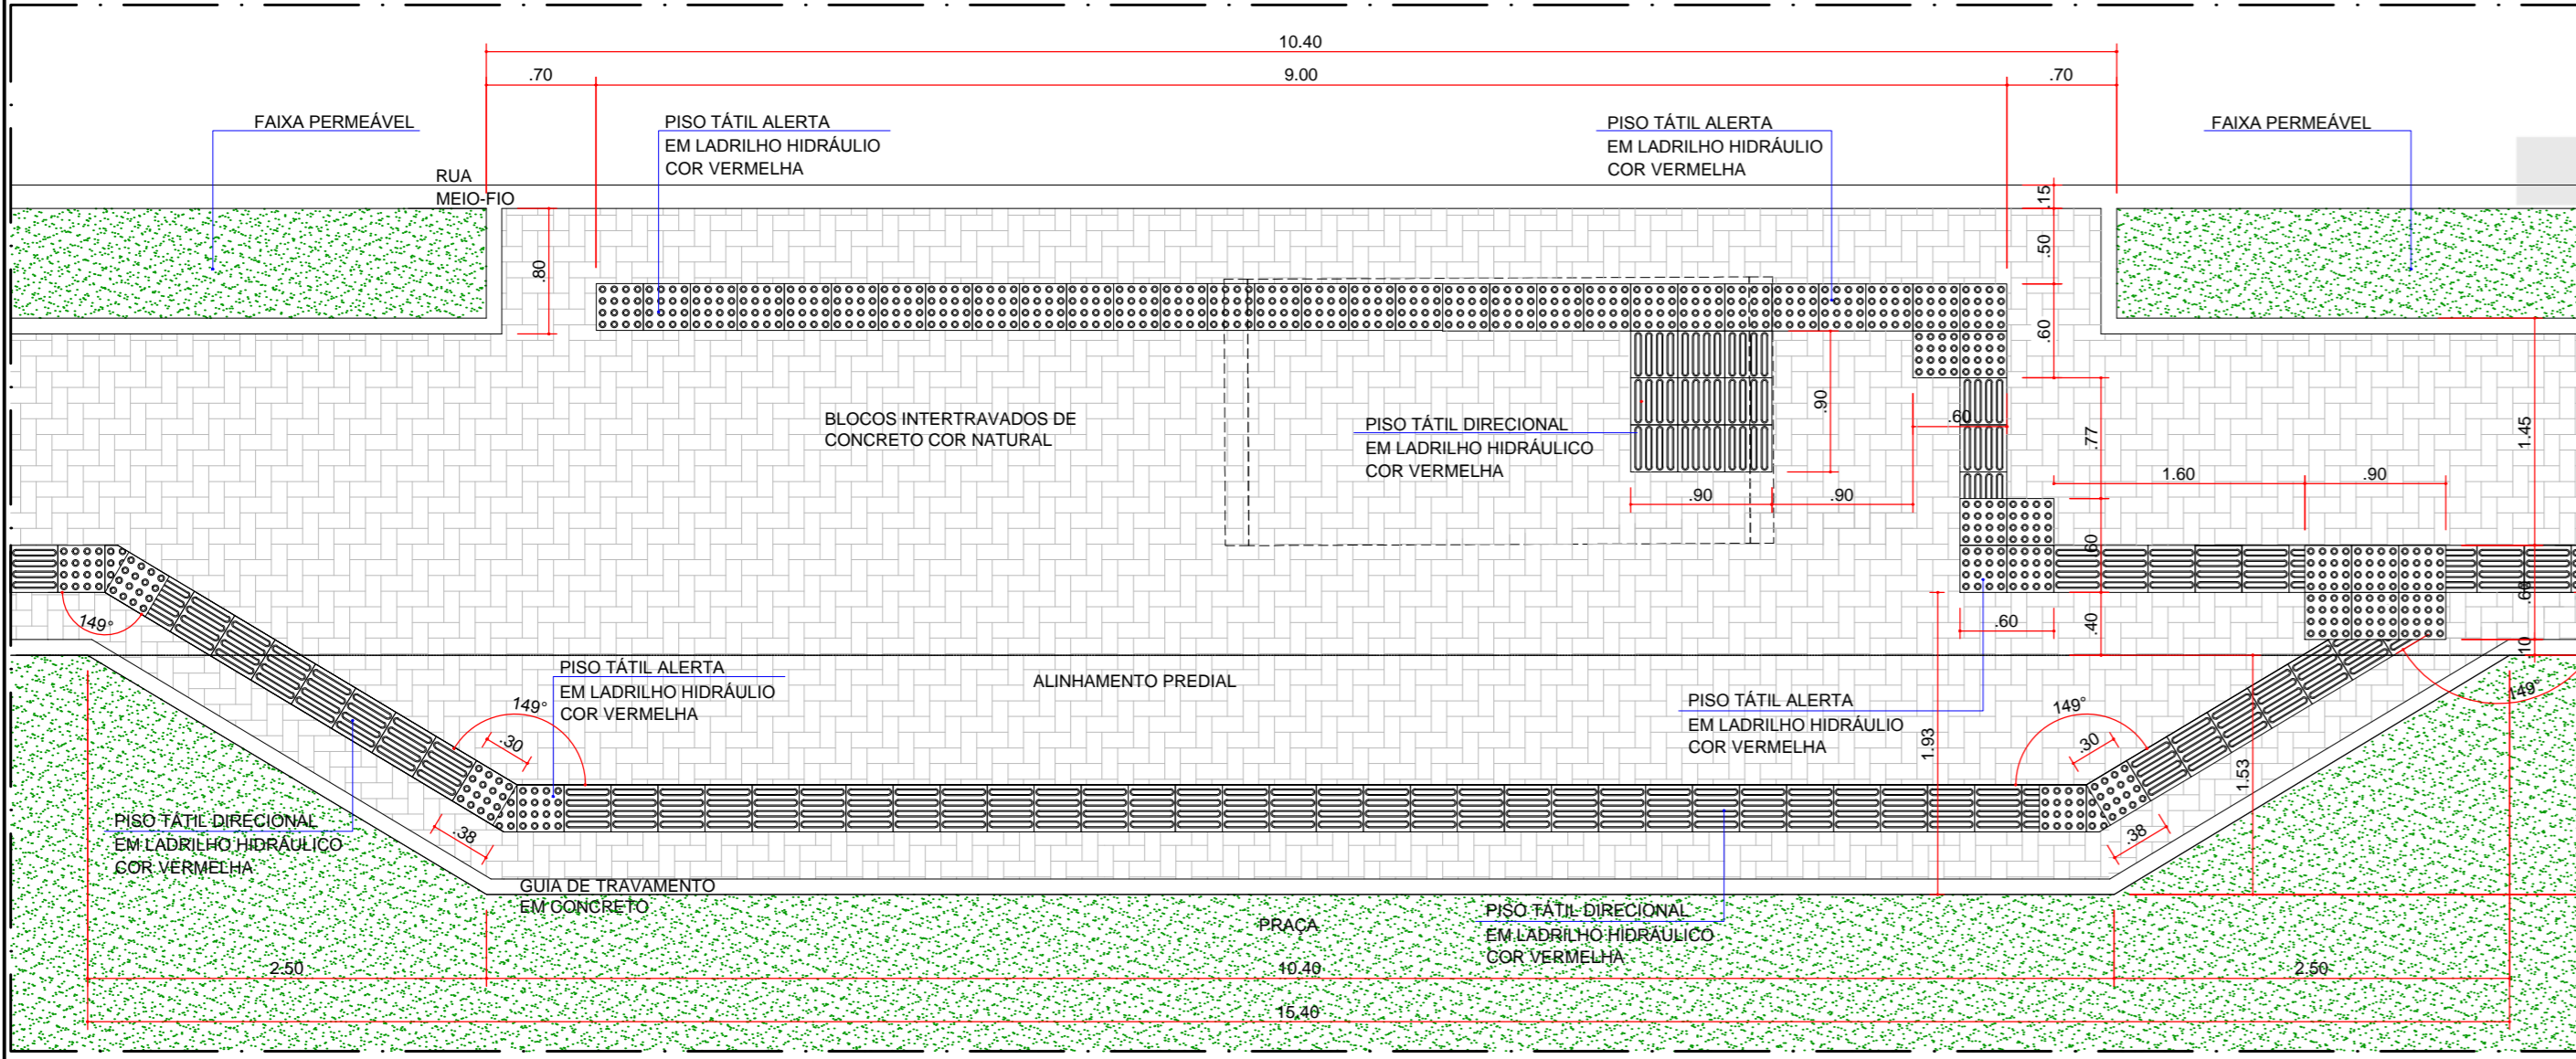 10.40
.70
9.00
.70
FAIXA PERMEÁVEL
PISO TÁTIL ALERTA
EM LADRILHO HIDRÁULIO
COR VERMELHA
PISO TÁTIL ALERTA
EM LADRILHO HIDRÁULIO
COR VERMELHA
FAIXA PERMEÁVEL
RUA
MEIO-FIO
.15
.80
.50
.60
BLOCOS INTERTRAVADOS DE
CONCRETO COR NATURAL
PISO TÁTIL DIRECIONAL
EM LADRILHO HIDRÁULICO
COR VERMELHA
.90
.60
.77
1.45
.90
.90
1.60
.90
.60
.60
.60
.40
.10
149°
PISO TÁTIL ALERTA
EM LADRILHO HIDRÁULIO
COR VERMELHA
ALINHAMENTO PREDIAL
149°
.30
PISO TÁTIL ALERTA
EM LADRILHO HIDRÁULIO
COR VERMELHA
1.93
149°
.30
149°
1.53
PISO TÁTIL DIRECIONAL
EM LADRILHO HIDRÁULICO
COR VERMELHA
.38
.38
GUIA DE TRAVAMENTO
EM CONCRETO
PRAÇA
PISO TÁTIL DIRECIONAL
EM LADRILHO HIDRÁULICO
COR VERMELHA
2.50
10.40
2.50
15.40